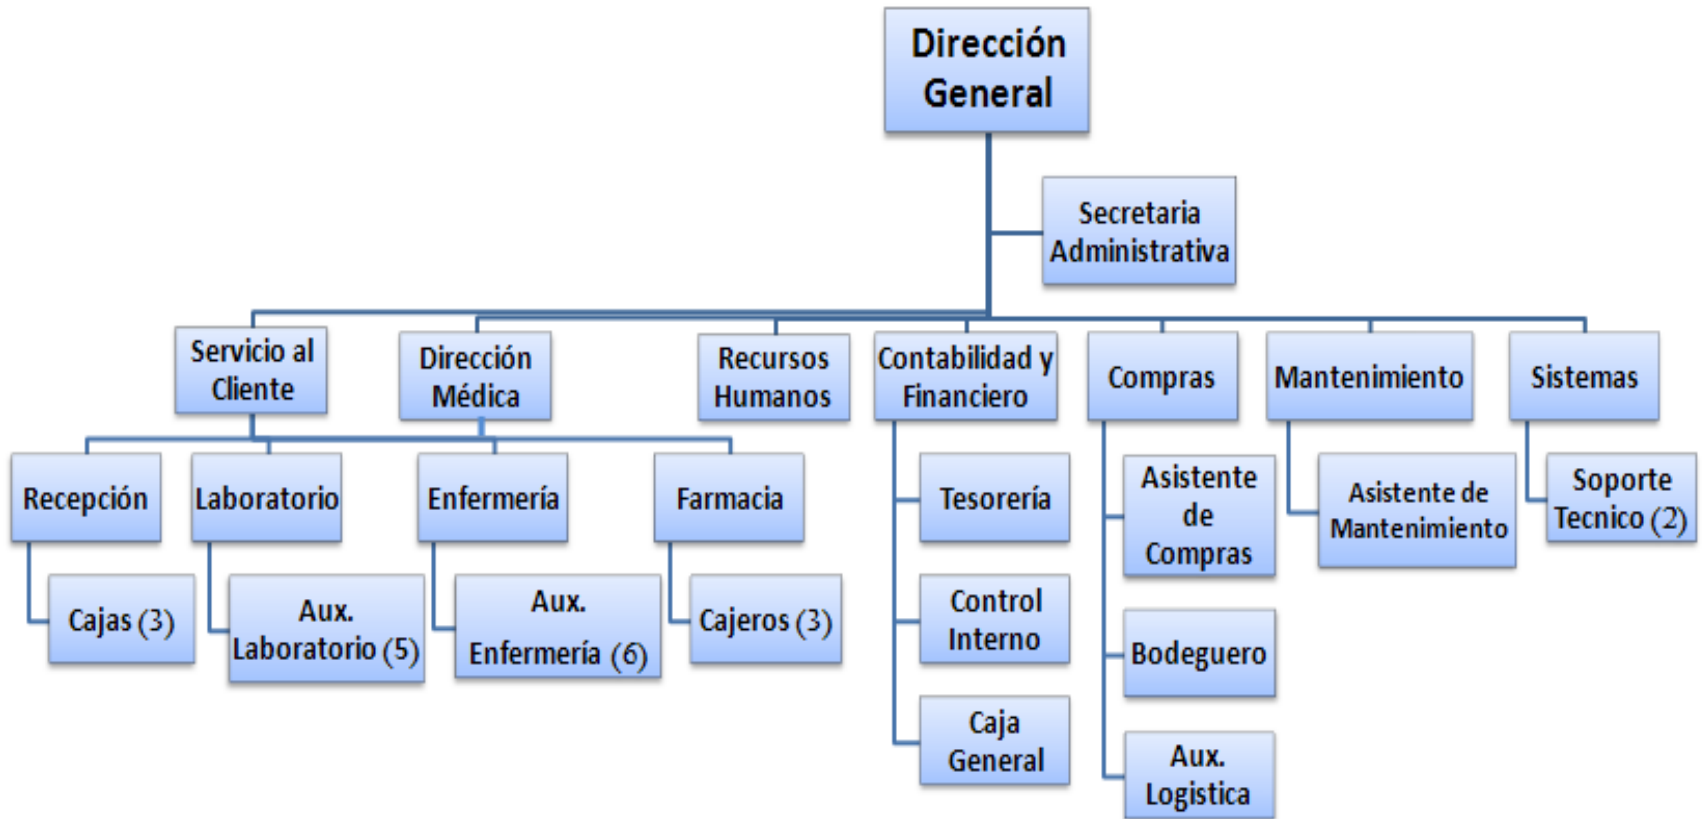 Dirección
General
Secretaria
Administrativa
Servicio al
Cliente
Dirección
Médica
Recursos
Humanos
Contabilidad y
Financiero
Compras
Mantenimiento
Sistemas
Recepción
Laboratorio
Enfermería
Farmacia
Tesorería
Asistente
de
Compras
Asistente de
Mantenimiento
Soporte
Tecnico (2)
Cajas (3)
Aux.
Laboratorio (5)
Aux.
Enfermería (6)
Cajeros (3)
Control
Interno
Bodeguero
Caja
General
Aux.
Logistica